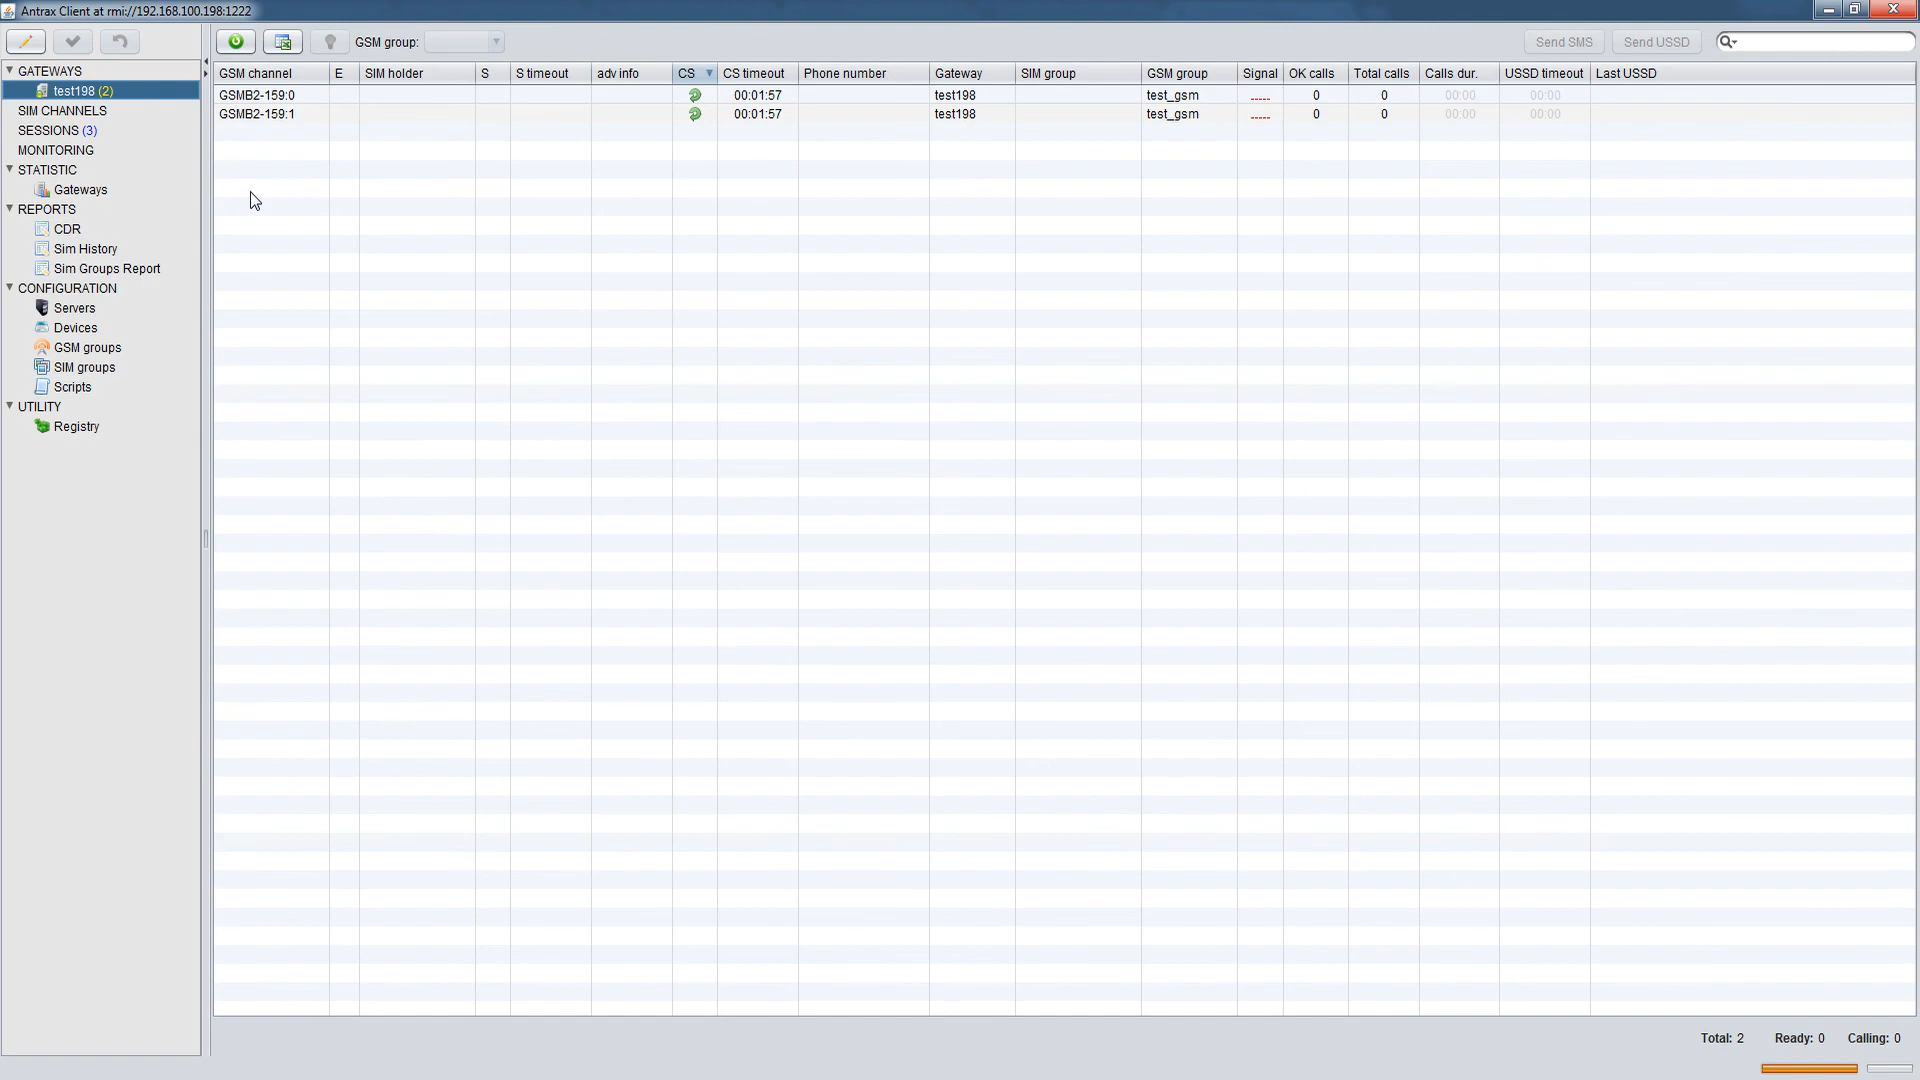 Antrax Client at rmi://192.168.100.198:1222
GSM group:
Send SMS
Send USSD
GATEWAYS
test198 (2)
SIM CHANNELS
SESSIONS (3)
MONITORING
STATISTIC
Gateways
REPORTS
CDR
Sim History
Sim Groups Report
CONFIGURATION
Servers
Devices
GSM groups
SIM groups
Scripts
UTILITY
Registry
GSM channel E SIM holder S S timeout adv info CS CS timeout Phone number Gateway SIM group GSM group Signal OK calls Total calls Calls dur. USSD timeout Last USSD
GSMB2-159:0 00:01:57 test198 test_gsm 0 0 00:00 00:00
GSMB2-159:1 00:01:57 test198 test_gsm 0 0 00:00 00:00
Total: 2 Ready: 0 Calling: 0